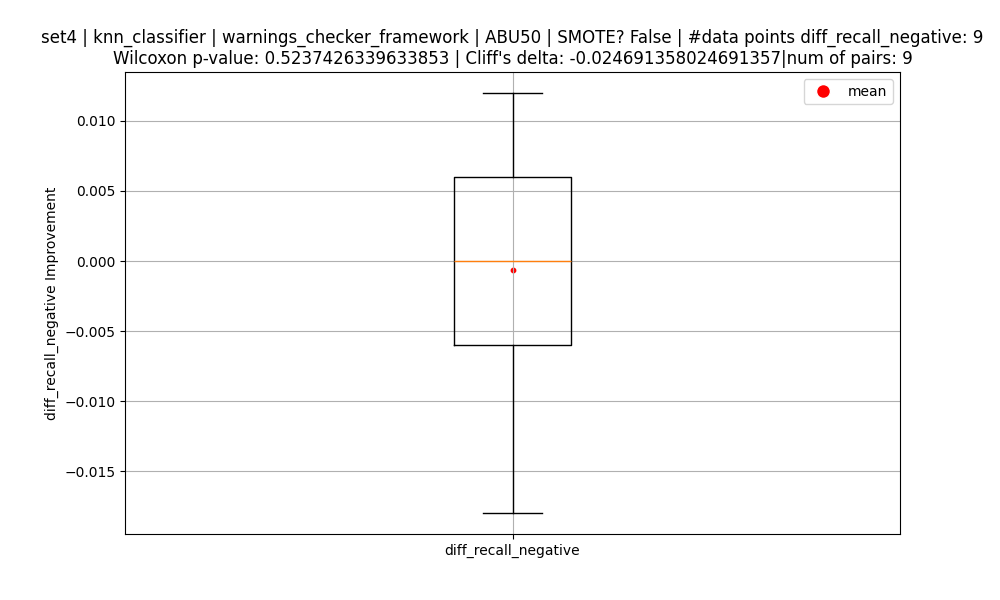 set4 | knn_classifier | warnings_checker_framework | ABU50 | SMOTE? False | #data points diff_recall_negative: 9
Wilcoxon p-value: 0.5237426339633853 | Cliff's delta: -0.024691358024691357|num of pairs: 9
mean
0.010
0.005
0.000
−0.005
−0.010
−0.015
diff_recall_negative Improvement
diff_recall_negative